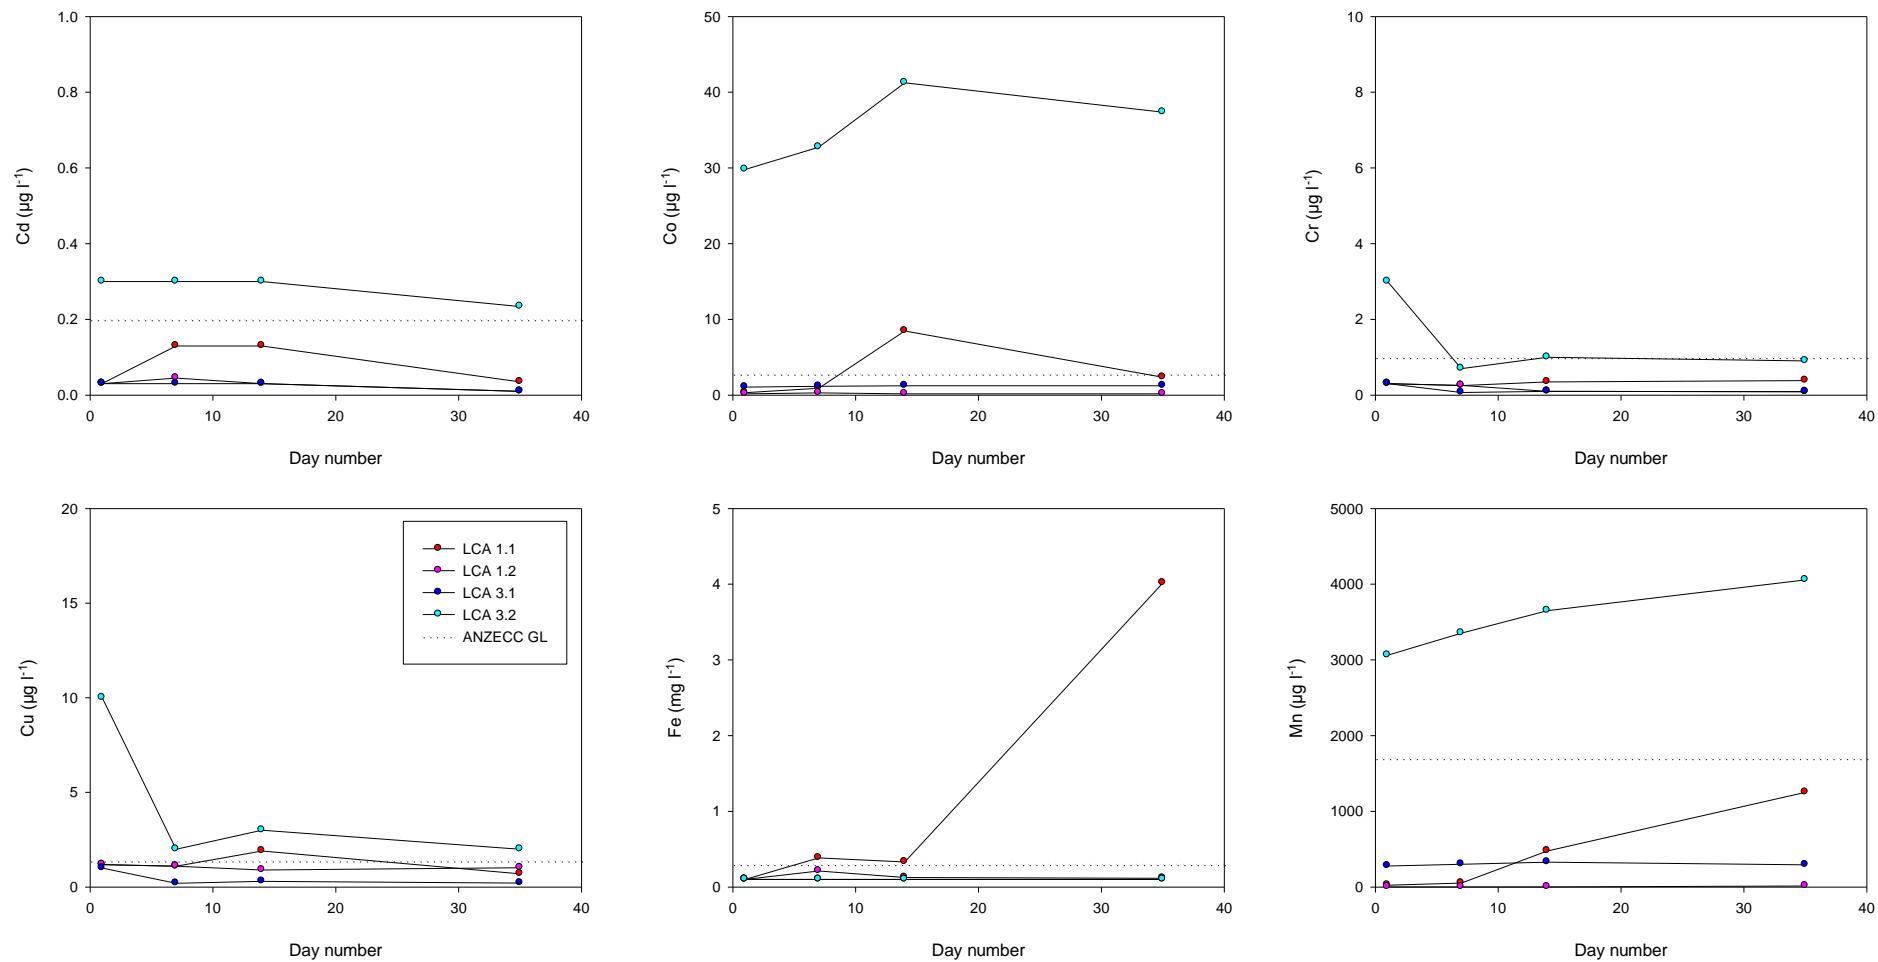 1.0
0.8
0.6
0.4
0.2
0.0
Cd (µg l⁻¹)
0 10 20 30 40
Day number
50
40
30
20
10
0
Co (µg l⁻¹)
0 10 20 30 40
Day number
10
8
6
4
2
0
Cr (µg l⁻¹)
0 10 20 30 40
Day number
20
15
10
5
0
Cu (µg l⁻¹)
0 10 20 30 40
Day number
LCA 1.1
LCA 1.2
LCA 3.1
LCA 3.2
ANZECC GL
5
4
3
2
1
0
Fe (mg l⁻¹)
0 10 20 30 40
Day number
5000
4000
3000
2000
1000
0
Mn (µg l⁻¹)
0 10 20 30 40
Day number